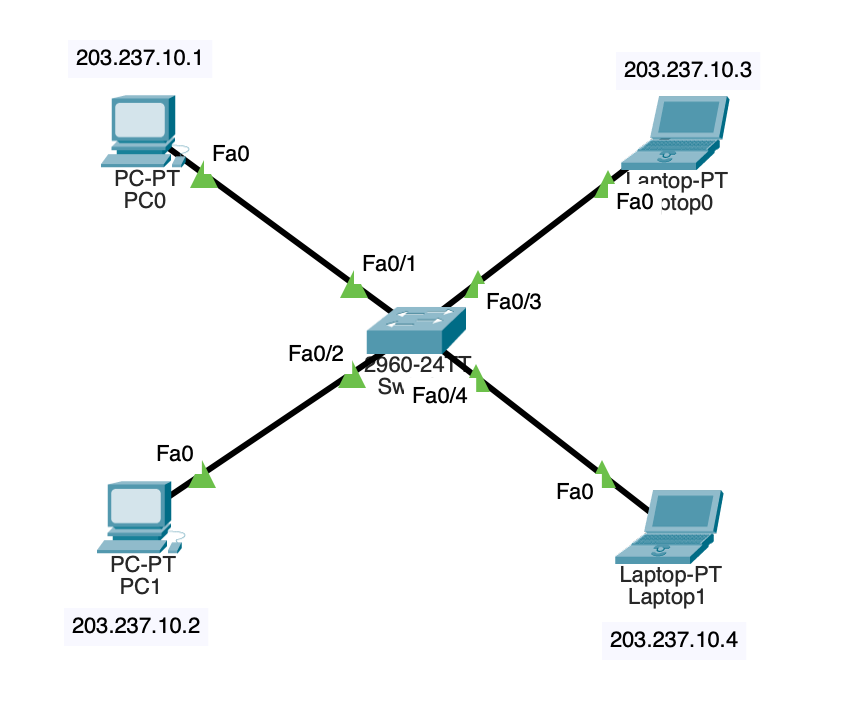 203.237.10.1
203.237.10.3
Fa0
PC-PT
PC0
Laptop-PT
Fa0
Fa0/1
Fa0/3
Fa0/2
2960-24TT
Fa0/4
Fa0
Fa0
PC-PT
PC1
Laptop-PT
Laptop1
203.237.10.2
203.237.10.4